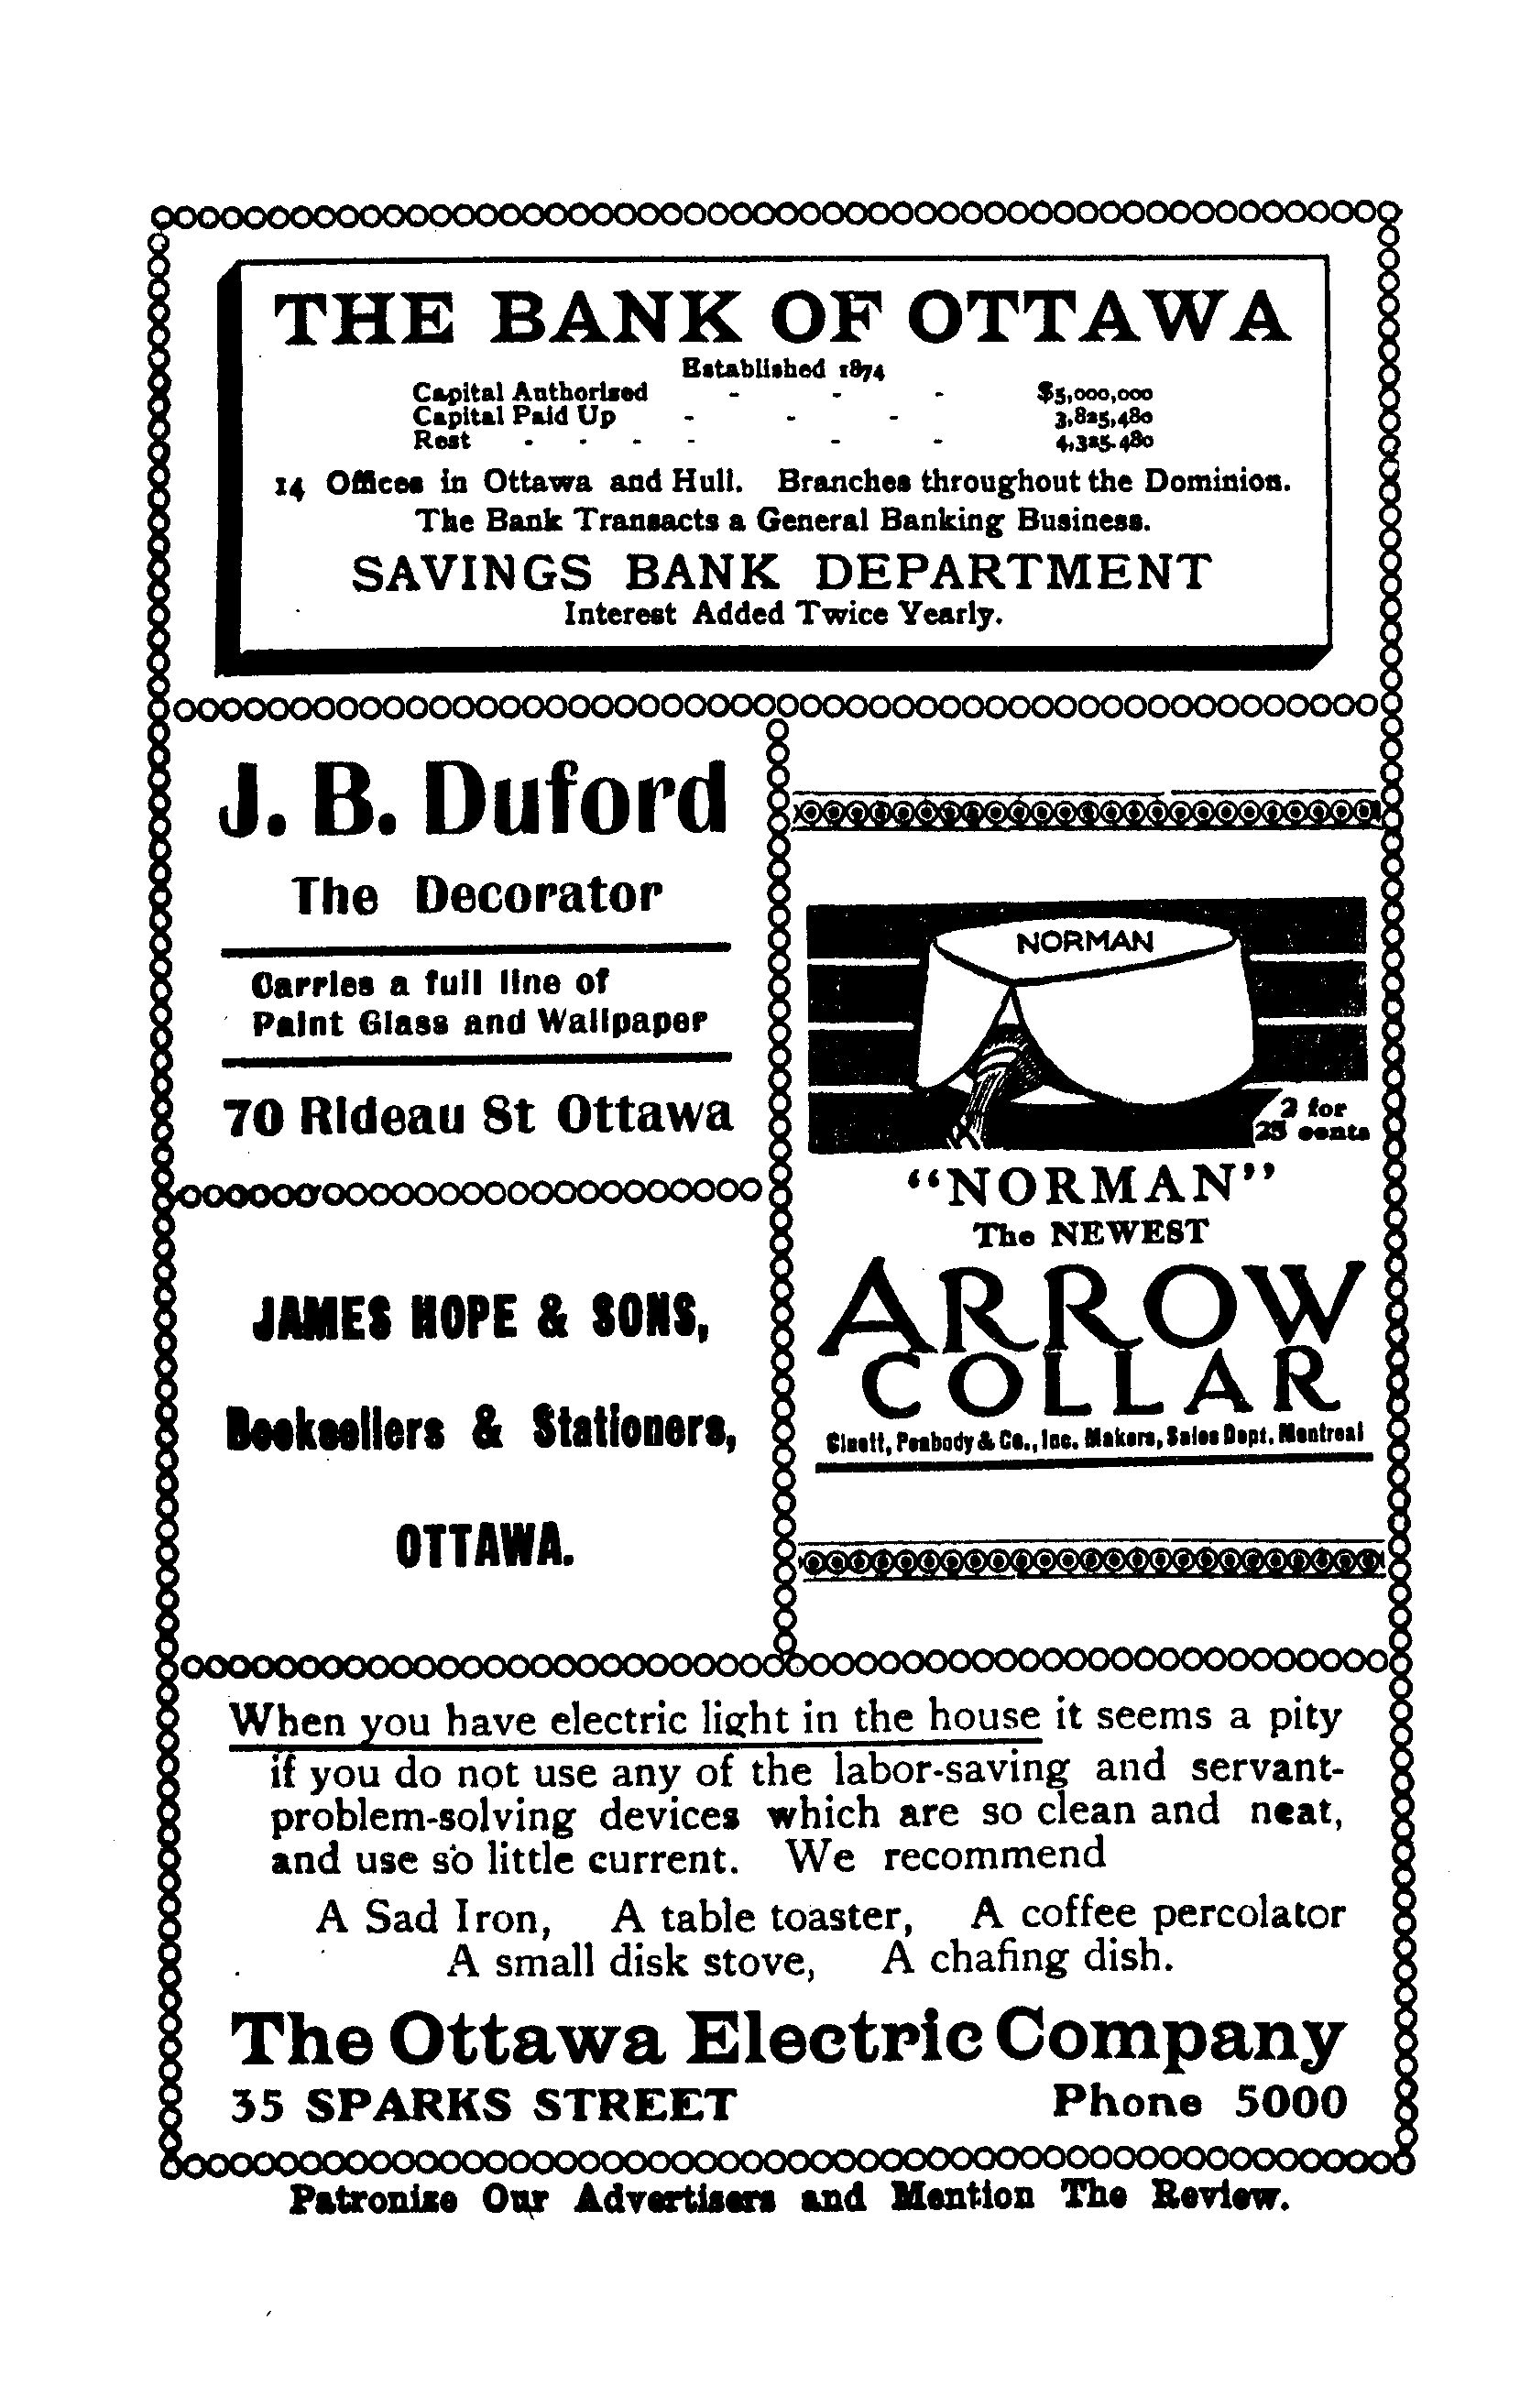 THE BANK OF OTTAWA
Established 1874
Capital Authorized - - - $5,000,000
Capital Paid Up - - - 3,825,480
Rest - - - - - - 4,325.480
14 Offices in Ottawa and Hull. Branches throughout the Dominion.
The Bank Transacts a General Banking Business.
SAVINGS BANK DEPARTMENT
Interest Added Twice Yearly.
J. B. Duford
The Decorator
Carries a full line of
Paint Glass and Wallpaper
70 Rideau St Ottawa
JAMES HOPE & SONS,
Booksellers & Stationers,
OTTAWA.
NORMAN
2 for
25 cents
"NORMAN"
The NEWEST
ARROW
COLLAR
Cluett, Peabody & Co., Inc. Makers, Sales Dept. Montreal
When you have electric light in the house it seems a pity
if you do not use any of the labor-saving and servant-
problem-solving devices which are so clean and neat,
and use so little current. We recommend
A Sad Iron, A table toaster, A coffee percolator
A small disk stove, A chafing dish.
The Ottawa Electric Company
35 SPARKS STREET Phone 5000
Patronize Our Advertisers and Mention The Review.